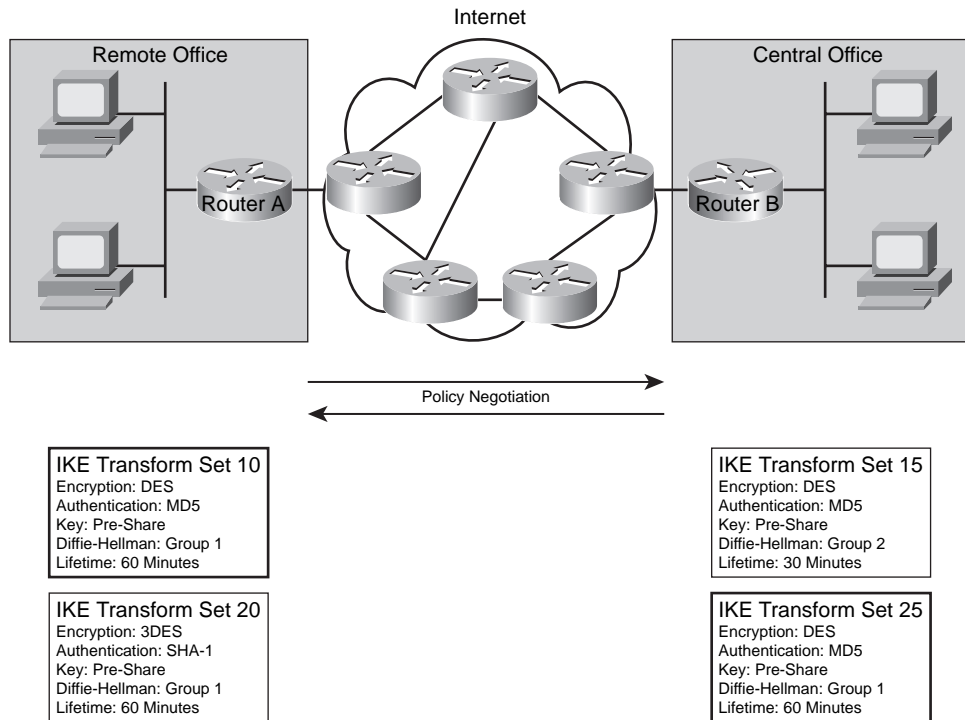 Internet
Remote Office
Central Office
Router A
Router B
Policy Negotiation
IKE Transform Set 10
Encryption: DES
Authentication: MD5
Key: Pre-Share
Diffie-Hellman: Group 1
Lifetime: 60 Minutes
IKE Transform Set 15
Encryption: DES
Authentication: MD5
Key: Pre-Share
Diffie-Hellman: Group 2
Lifetime: 30 Minutes
IKE Transform Set 20
Encryption: 3DES
Authentication: SHA-1
Key: Pre-Share
Diffie-Hellman: Group 1
Lifetime: 60 Minutes
IKE Transform Set 25
Encryption: DES
Authentication: MD5
Key: Pre-Share
Diffie-Hellman: Group 1
Lifetime: 60 Minutes